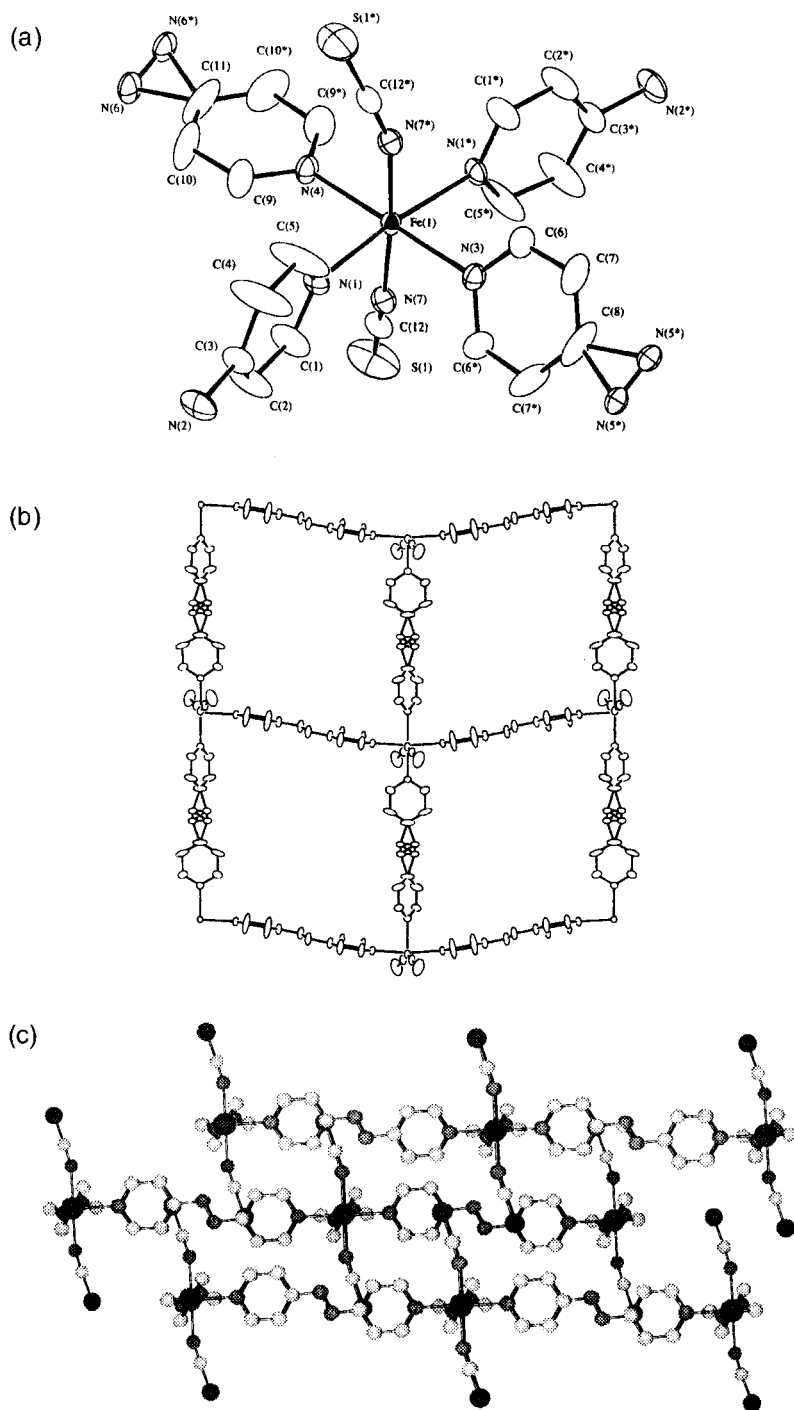 (a)
S(1*)
N(6*)
C(10*)
C(2*)
C(11)
C(12*)
C(1*)
C(9*)
N(2*)
N(6)
N(7*)
C(3*)
N(1*)
C(4*)
C(10)
N(4)
C(9)
C(5*)
Fe(1)
C(5)
N(3)
C(6)
C(4)
C(7)
N(1)
N(7)
C(8)
C(3)
C(12)
C(1)
N(5*)
C(6*)
S(1)
C(2)
N(2)
C(7*)
N(5*)
(b)
(c)